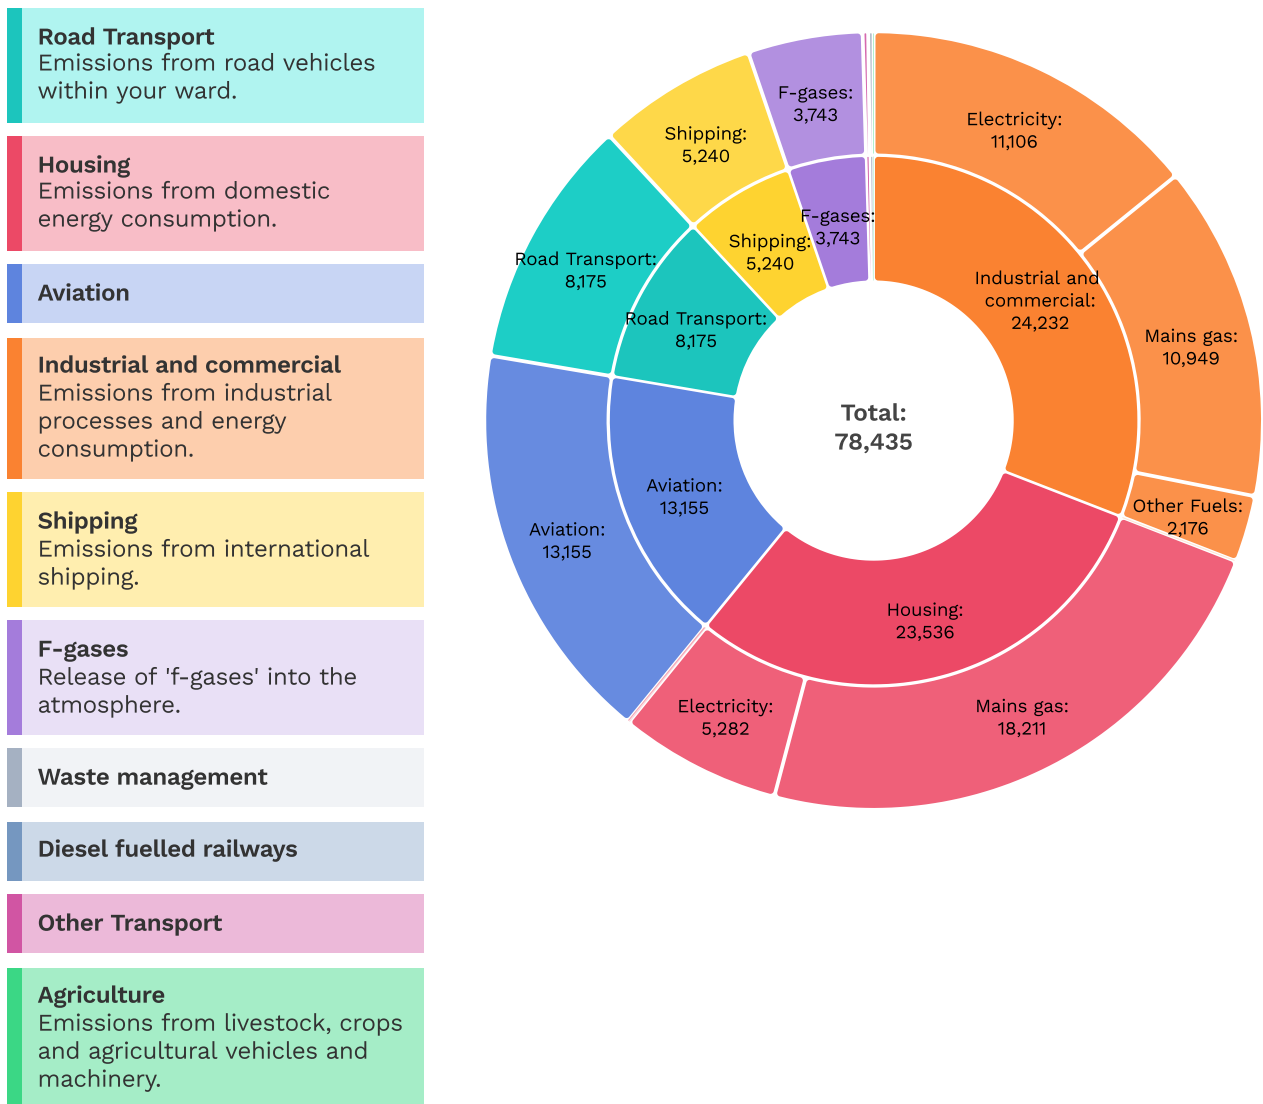 Road Transport
Emissions from road vehicles
within your ward.
Housing
Emissions from domestic
energy consumption.
Aviation
Industrial and commercial
Emissions from industrial
processes and energy
consumption.
Shipping
Emissions from international
shipping.
F-gases
Release of 'f-gases' into the
atmosphere.
Waste management
Diesel fuelled railways
Other Transport
Agriculture
Emissions from livestock, crops
and agricultural vehicles and
machinery.
F-gases:
3,743
Electricity:
11,106
Shipping:
5,240
F-gases:
3,743
Shipping:
5,240
Road Transport:
8,175
Industrial and
commercial:
24,232
Road Transport:
8,175
Mains gas:
10,949
Total:
78,435
Aviation:
13,155
Other Fuels:
2,176
Aviation:
13,155
Housing:
23,536
Electricity:
5,282
Mains gas:
18,211